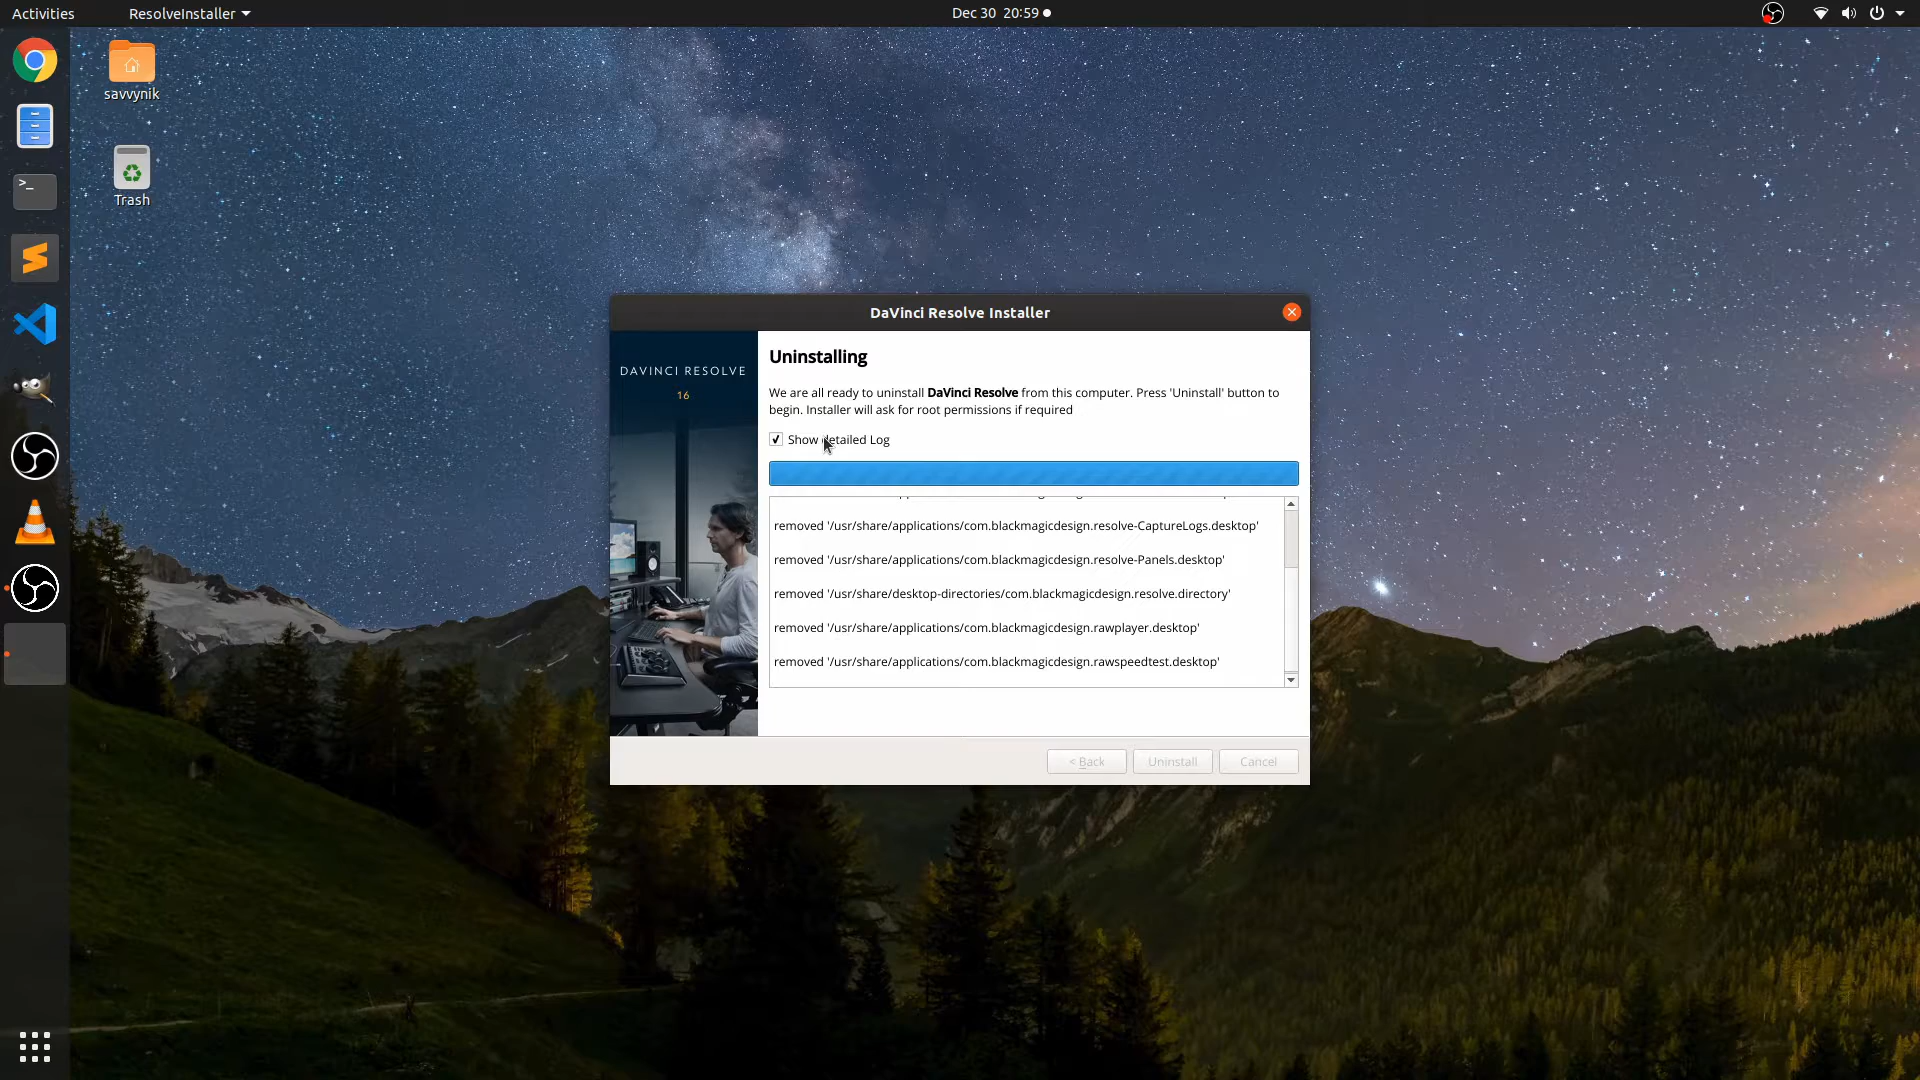 Activities
ResolveInstaller
Dec 30 20:59
savvynik
Trash
DaVinci Resolve Installer
DAVINCI RESOLVE
16
Uninstalling
We are all ready to uninstall DaVinci Resolve from this computer. Press 'Uninstall' button to
begin. Installer will ask for root permissions if required
Show detailed Log
removed '/usr/share/applications/com.blackmagicdesign.resolve-CaptureLogs.desktop'
removed '/usr/share/applications/com.blackmagicdesign.resolve-Panels.desktop'
removed '/usr/share/desktop-directories/com.blackmagicdesign.resolve.directory'
removed '/usr/share/applications/com.blackmagicdesign.rawplayer.desktop'
removed '/usr/share/applications/com.blackmagicdesign.rawspeedtest.desktop'
< Back
Uninstall
Cancel